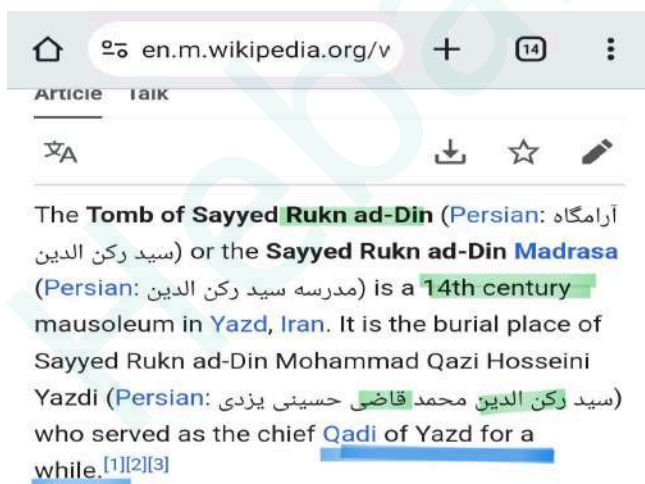 en.m.wikipedia.org/w
14
Article Talk
文A
The Tomb of Sayyed Rukn ad-Din (Persian: آرامگاه
سید رکن الدین) or the Sayyed Rukn ad-Din Madrasa
(Persian: مدرسه سید رکن الدین) is a 14th century
mausoleum in Yazd, Iran. It is the burial place of
Sayyed Rukn ad-Din Mohammad Qazi Hosseini
Yazdi (Persian: سید رکن الدین محمد قاضی حسینی یزدی)
who served as the chief Qadi of Yazd for a
while.[1][2][3]
Heba